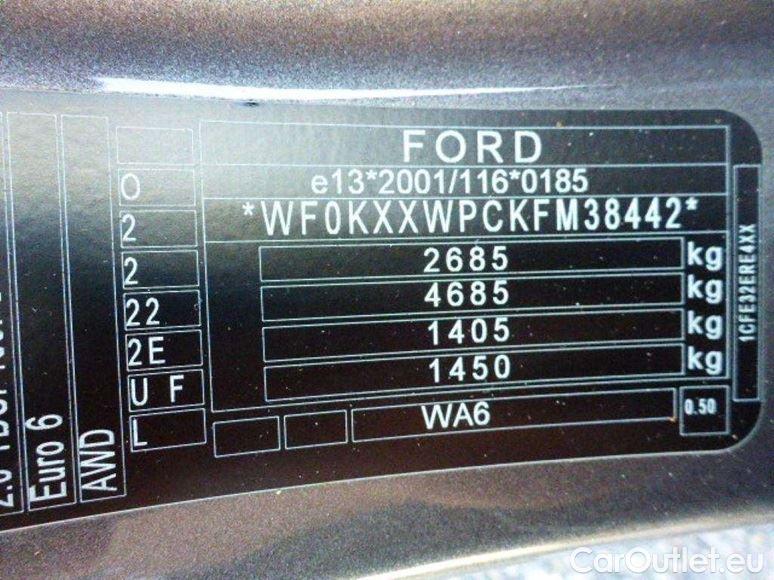 FORD
e13*2001/116*0185
*WF0KXXWPCKFM38442*
2685 kg
4685 kg
1405 kg
1450 kg
WA6
0.50
O
2
2
22
2E
U F
L
Euro 6
AWD
1CFE32ERE4XX
CarOutlet.eu